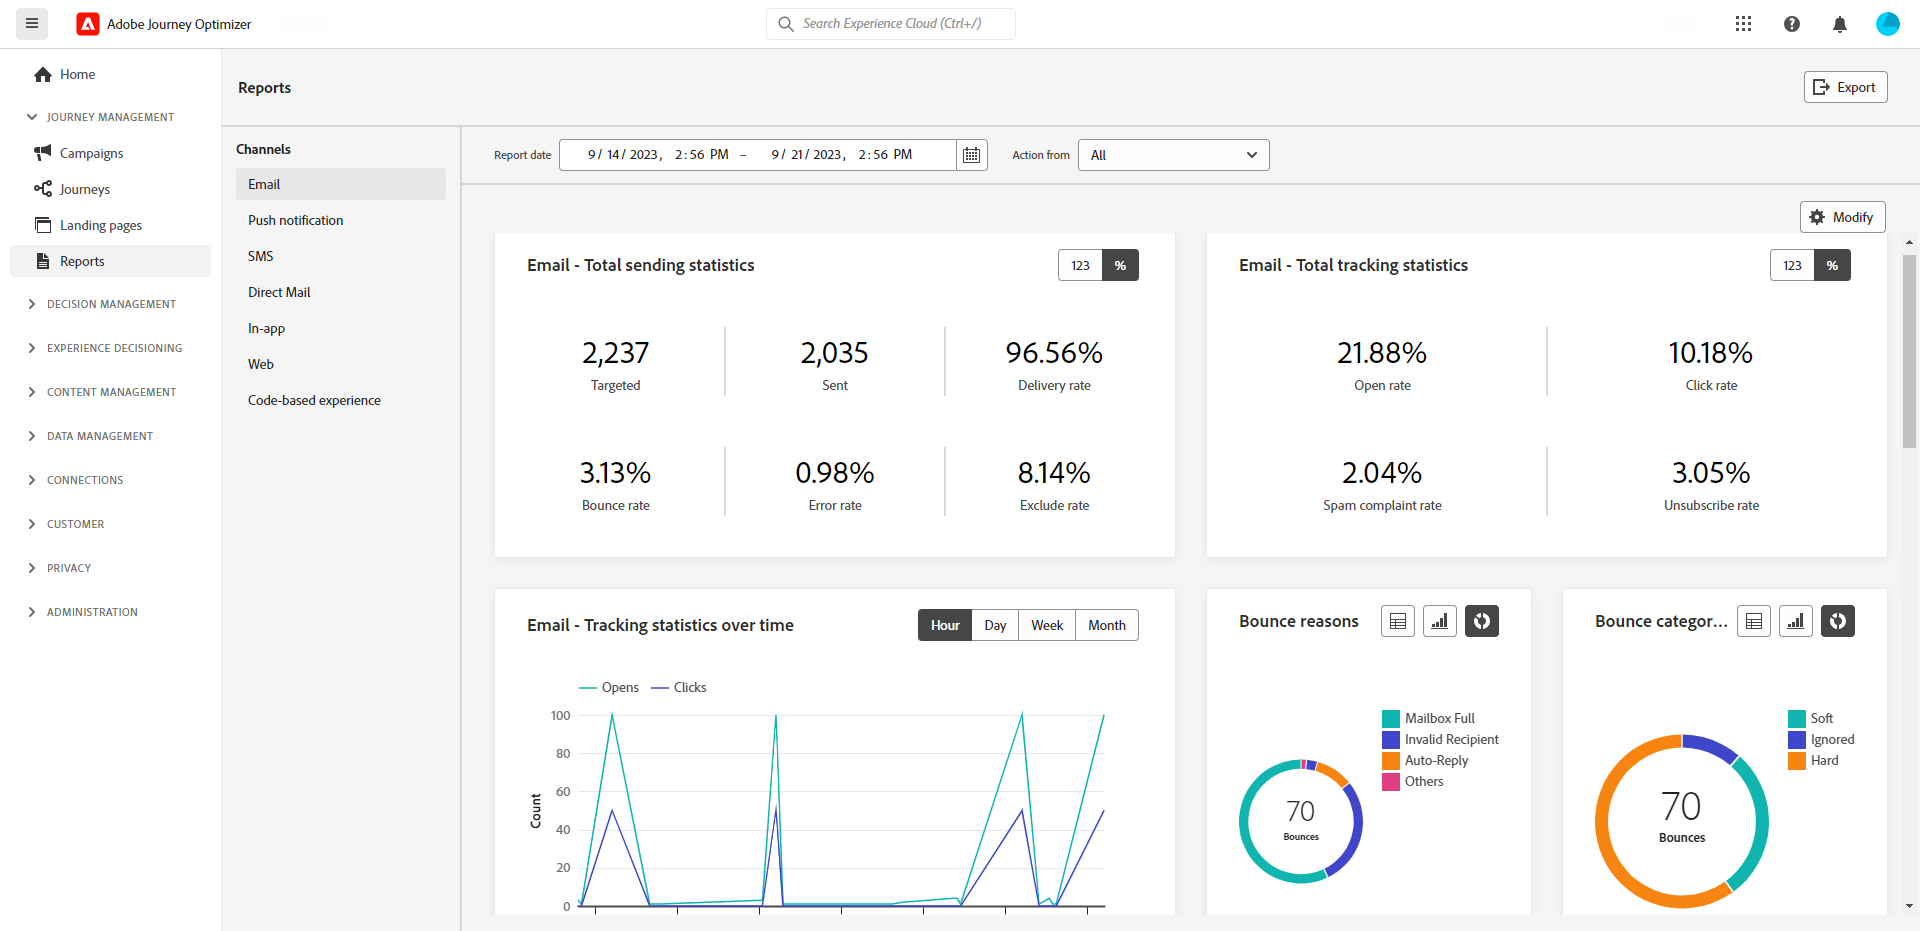 Adobe Journey Optimizer
Search Experience Cloud (Ctrl+/)
Home
JOURNEY MANAGEMENT
Campaigns
Journeys
Landing pages
Reports
DECISION MANAGEMENT
EXPERIENCE DECISIONING
CONTENT MANAGEMENT
DATA MANAGEMENT
CONNECTIONS
CUSTOMER
PRIVACY
ADMINISTRATION
Reports
Export
Channels
Email
Push notification
SMS
Direct Mail
In-app
Web
Code-based experience
Report date 9/14/2023, 2:56 PM – 9/21/2023, 2:56 PM Action from All
Modify
Email - Total sending statistics 123 %
2,237 2,035 96.56%
Targeted Sent Delivery rate
3.13% 0.98% 8.14%
Bounce rate Error rate Exclude rate
Email - Total tracking statistics 123 %
21.88% 10.18%
Open rate Click rate
2.04% 3.05%
Spam complaint rate Unsubscribe rate
Email - Tracking statistics over time Hour Day Week Month
Opens Clicks
100
80
60
40
20
0
Count
Bounce reasons
Mailbox Full
Invalid Recipient
Auto-Reply
Others
70
Bounces
Bounce categor...
Soft
Ignored
Hard
70
Bounces